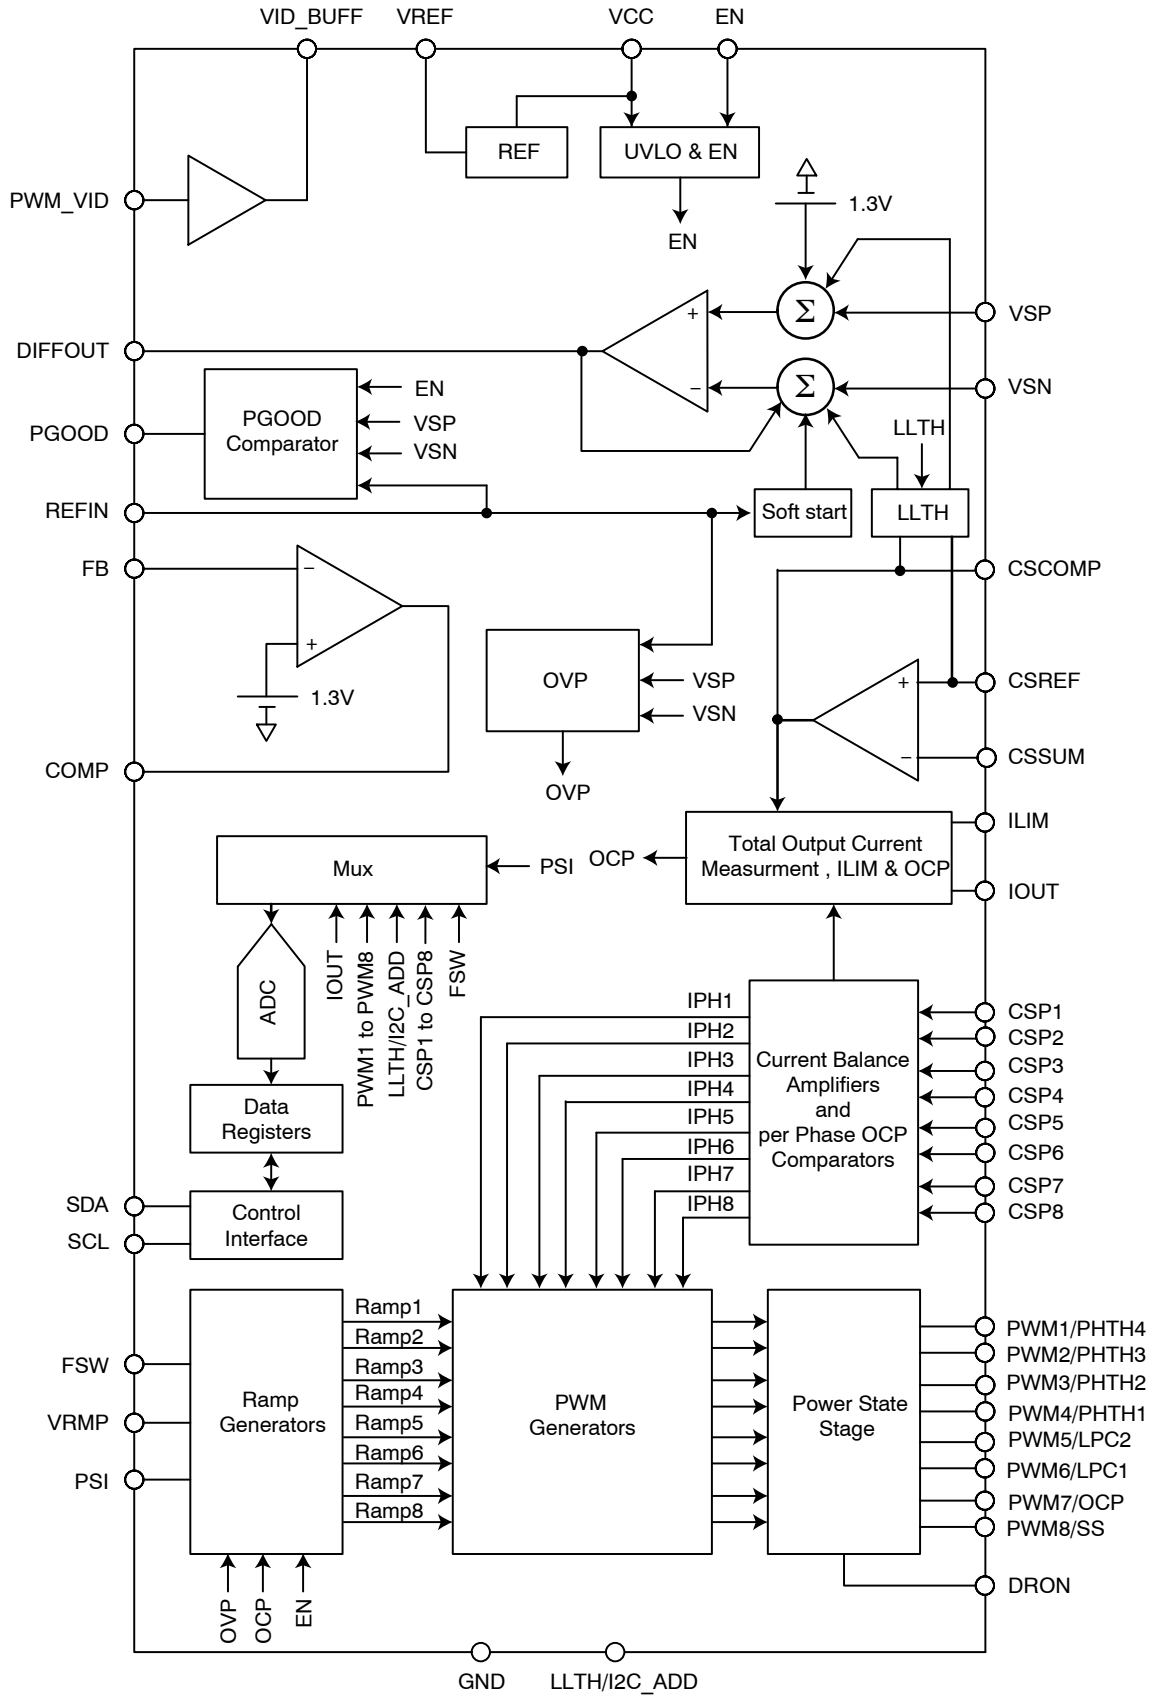 VID_BUFF VREF VCC EN
REF
UVLO & EN
PWM_VID
1.3V
EN
+
Σ
VSP
DIFFOUT
−
Σ
VSN
EN
PGOOD
Comparator
VSP
VSN
PGOOD
LLTH
REFIN
Soft start
LLTH
FB
−
CSCOMP
+
1.3V
OVP
VSP
VSN
+
CSREF
−
CSSUM
COMP
OVP
ILIM
Total Output Current
Measurment , ILIM & OCP
OCP
Mux
PSI
IOUT
ADC
IOUT
PWM1 to PWM8
LLTH/I2C_ADD
CSP1 to CSP8
FSW
IPH1
IPH2
IPH3
IPH4
IPH5
IPH6
IPH7
IPH8
Current Balance
Amplifiers
and
per Phase OCP
Comparators
CSP1
CSP2
CSP3
CSP4
CSP5
CSP6
CSP7
CSP8
Data
Registers
SDA
SCL
Control
Interface
FSW
VRMP
PSI
Ramp
Generators
Ramp1
Ramp2
Ramp3
Ramp4
Ramp5
Ramp6
Ramp7
Ramp8
PWM
Generators
Power State
Stage
PWM1/PHTH4
PWM2/PHTH3
PWM3/PHTH2
PWM4/PHTH1
PWM5/LPC2
PWM6/LPC1
PWM7/OCP
PWM8/SS
DRON
OVP
OCP
EN
GND LLTH/I2C_ADD